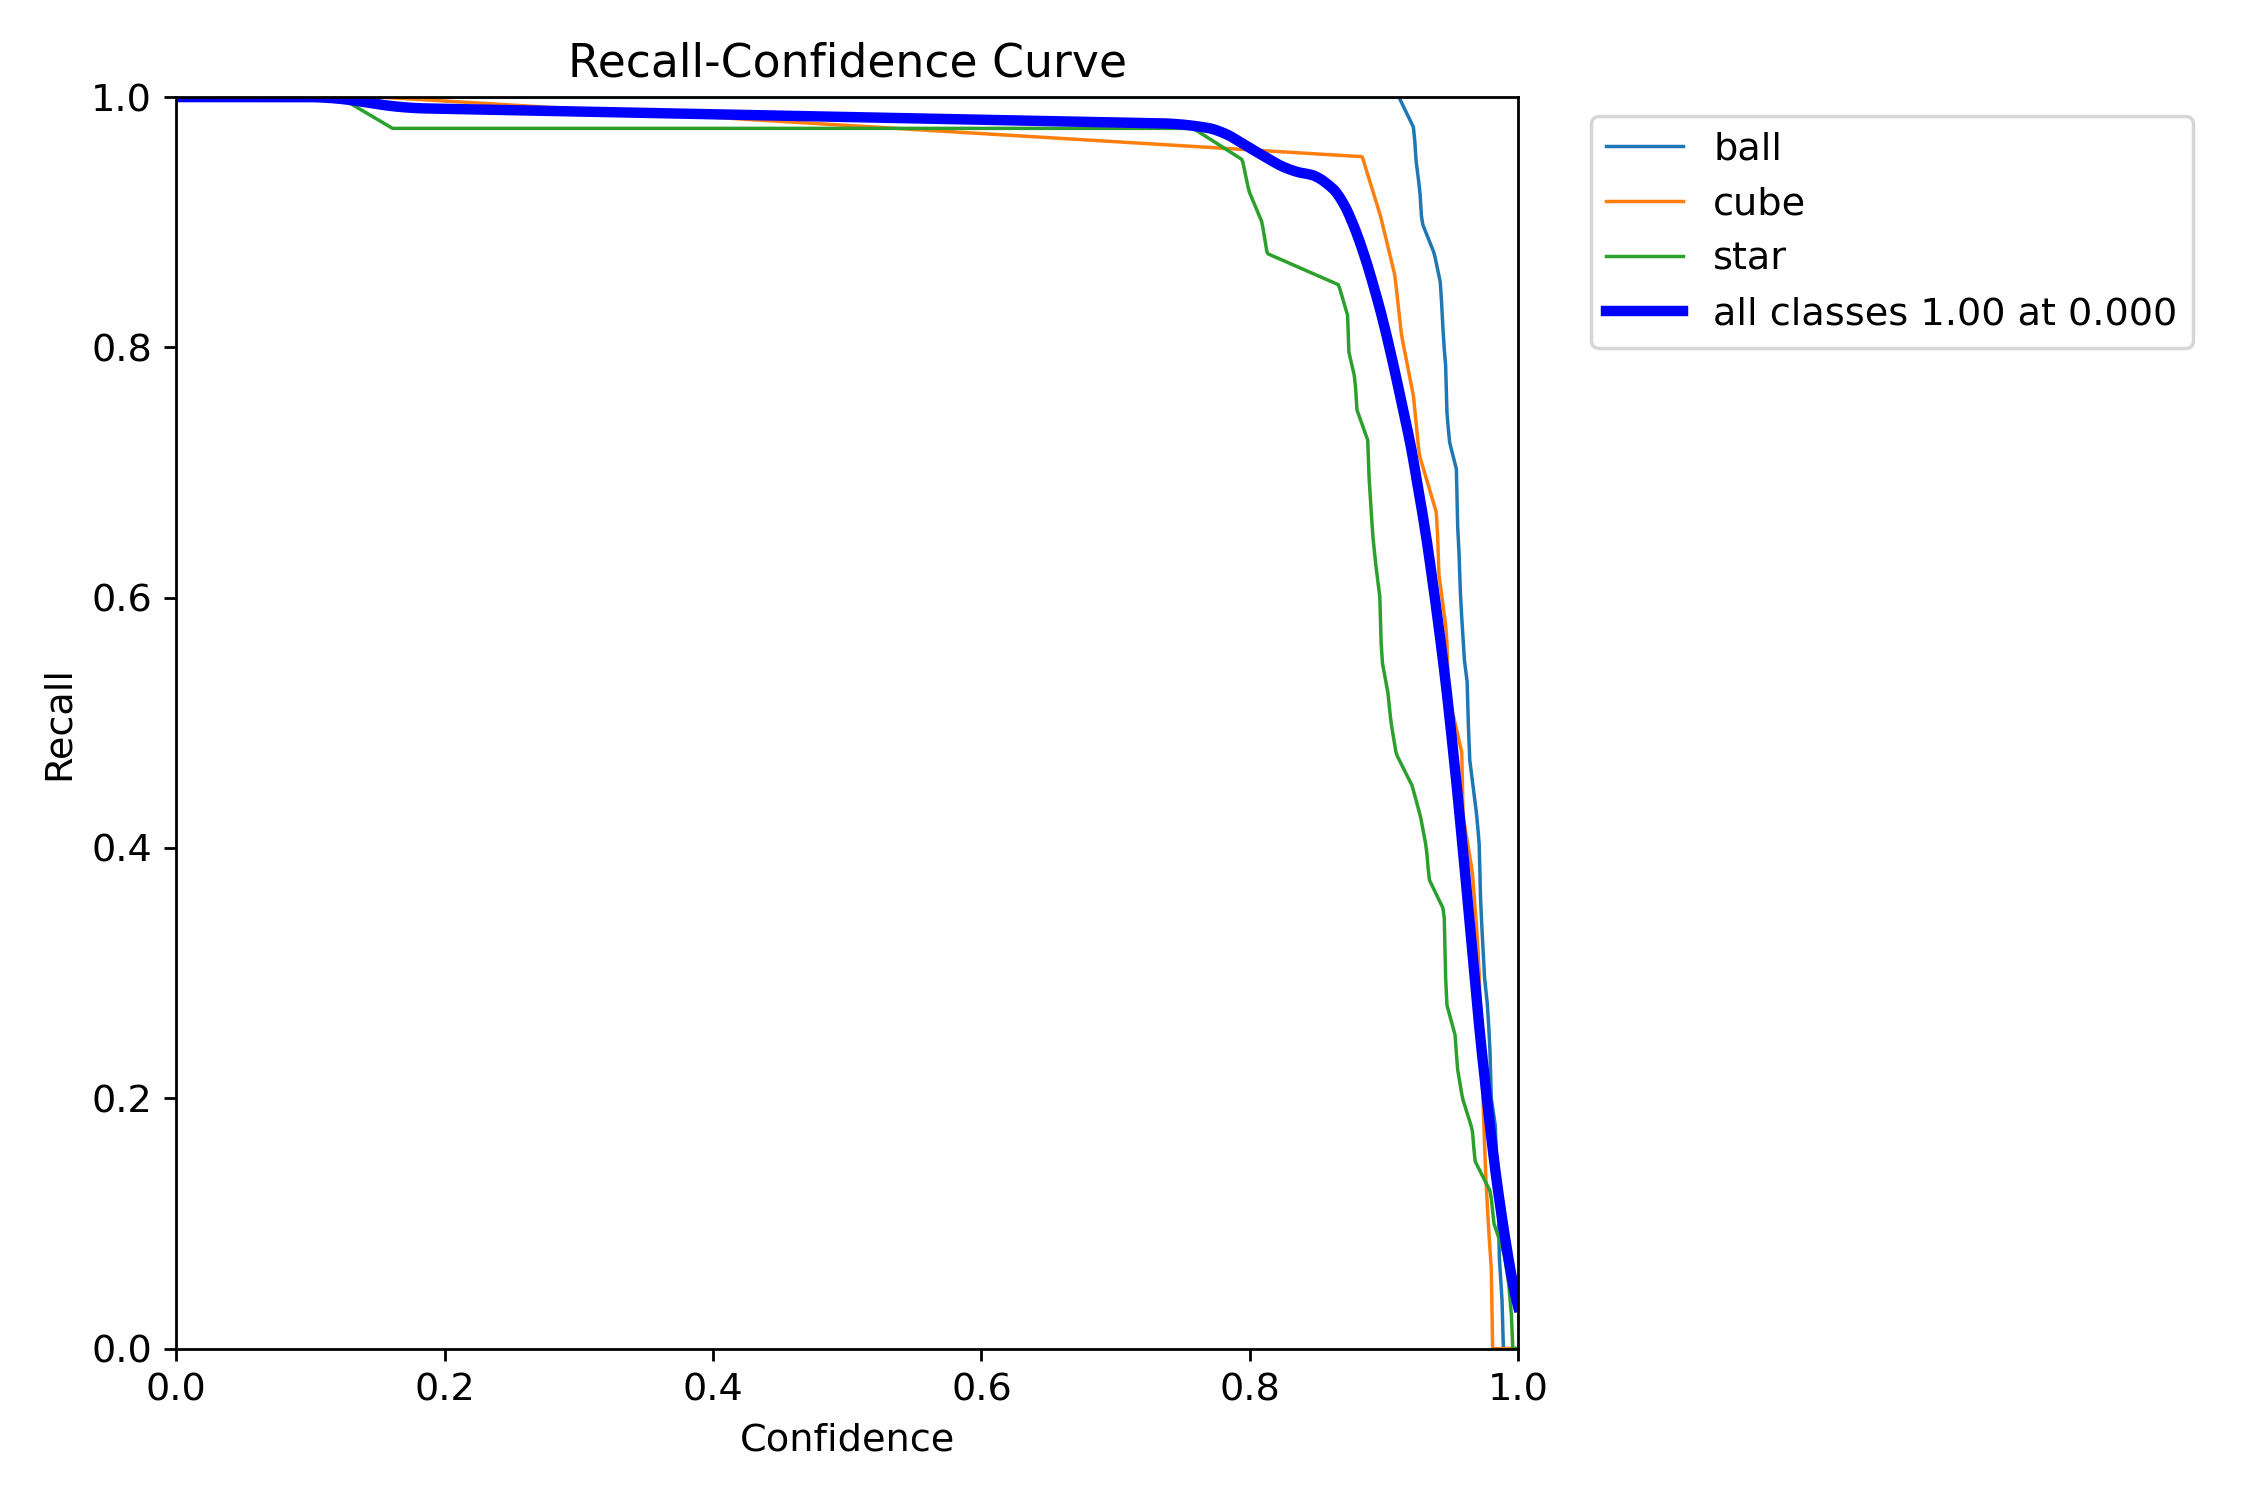 Recall-Confidence Curve
1.0
0.8
0.6
0.4
0.2
0.0
Recall
0.0 0.2 0.4 0.6 0.8 1.0
Confidence
ball
cube
star
all classes 1.00 at 0.000